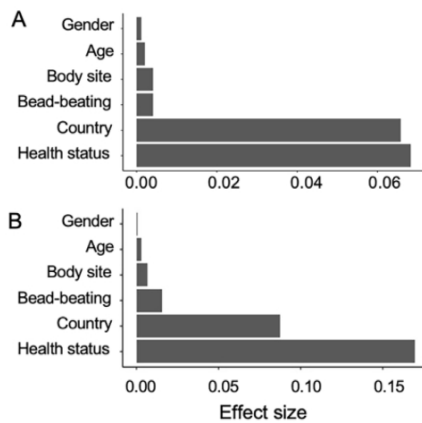 A
Gender
Age
Body site
Bead-beating
Country
Health status
0.00 0.02 0.04 0.06
B
Gender
Age
Body site
Bead-beating
Country
Health status
0.00 0.05 0.10 0.15
Effect size